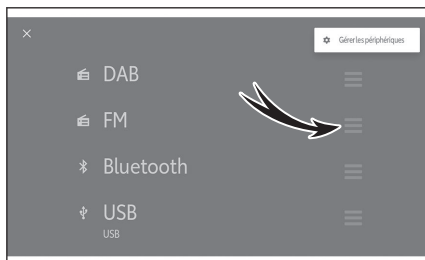 Gérer les périphériques
DAB
FM
Bluetooth
USB
USB